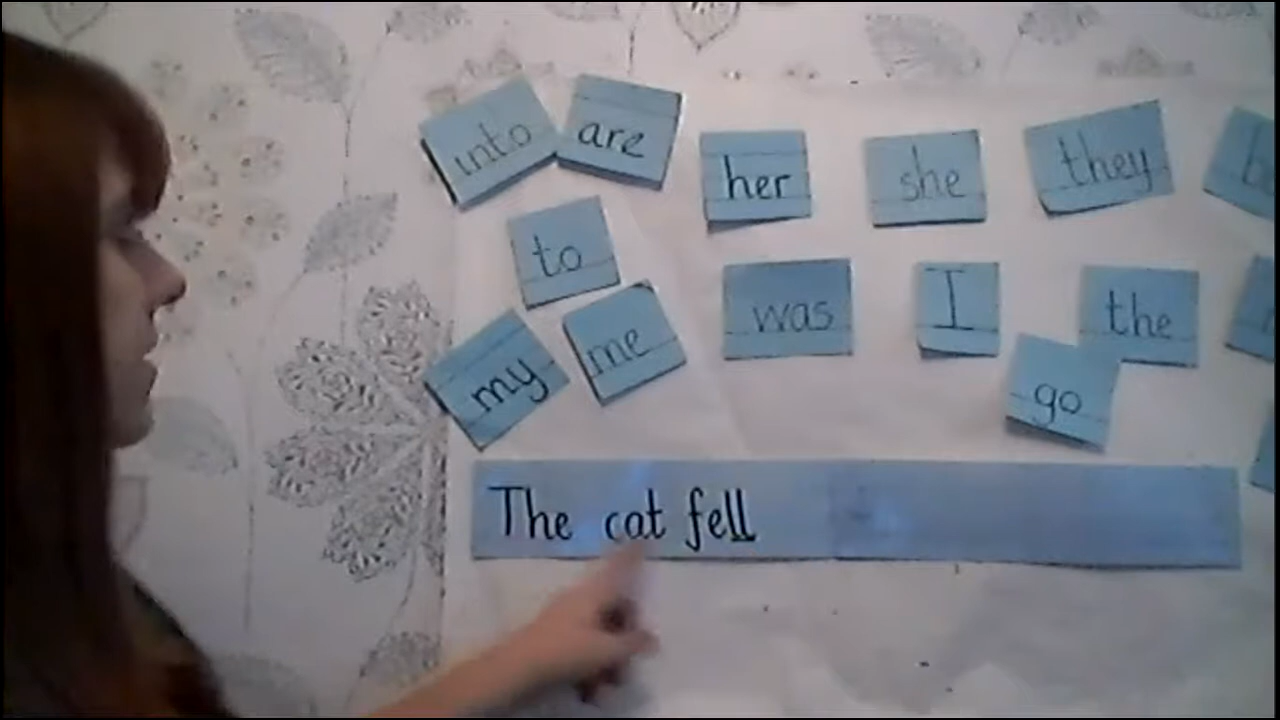 into are her she they
to
was I the
my me
go
The cat fell